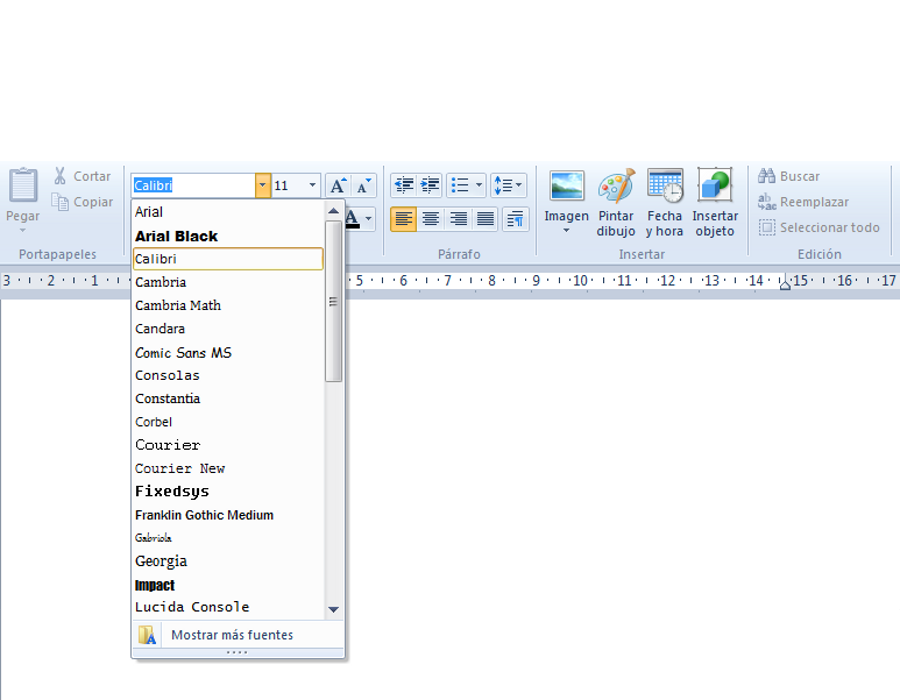 Cortar
Copiar
Pegar
Portapapeles
Calibri 11
A A
A
Párrafo
Imagen
Pintar dibujo
Fecha y hora
Insertar objeto
Insertar
Buscar
Reemplazar
Seleccionar todo
Edición
3 2 1 5 6 7 8 9 10 11 12 13 14 15 16 17
Arial
Arial Black
Calibri
Cambria
Cambria Math
Candara
Comic Sans MS
Consolas
Constantia
Corbel
Courier
Courier New
Fixedsys
Franklin Gothic Medium
Gabriola
Georgia
Impact
Lucida Console
Mostrar más fuentes